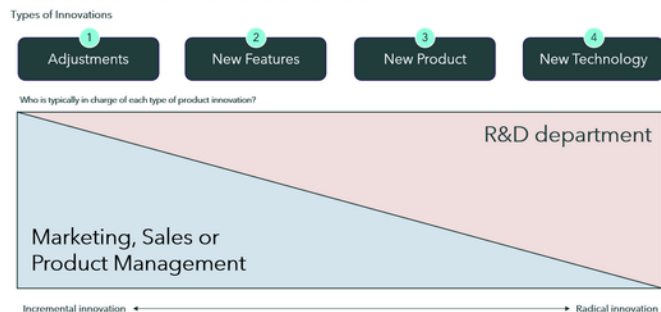 Types of Innovations
1
Adjustments
2
New Features
3
New Product
4
New Technology
Who is typically in charge of each type of product innovation?
R&D department
Marketing, Sales or
Product Management
Incremental innovation
Radical innovation